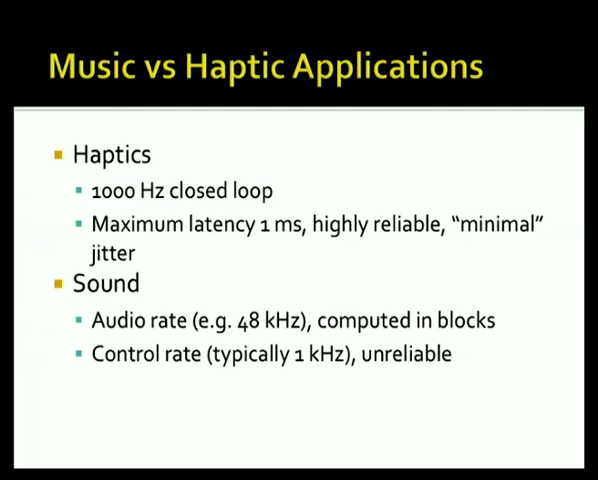 Music vs Haptic Applications
Haptics
1000 Hz closed loop
Maximum latency 1 ms, highly reliable, “minimal”
jitter
Sound
Audio rate (e.g. 48 kHz), computed in blocks
Control rate (typically 1 kHz), unreliable